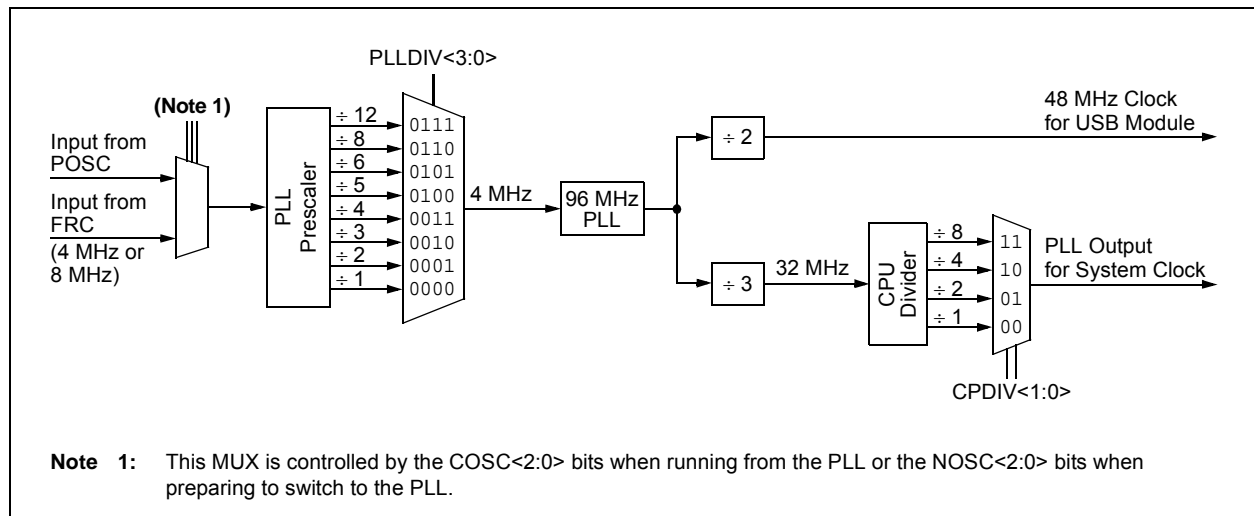 PLLDIV<3:0>
(Note 1)
Input from
POSC
Input from
FRC
(4 MHz or
8 MHz)
PLL
Prescaler
÷ 12
÷ 8
÷ 6
÷ 5
÷ 4
÷ 3
÷ 2
÷ 1
0111
0110
0101
0100
0011
0010
0001
0000
4 MHz
96 MHz
PLL
÷ 2
48 MHz Clock
for USB Module
÷ 3
32 MHz
CPU
Divider
÷ 8
÷ 4
÷ 2
÷ 1
11
10
01
00
PLL Output
for System Clock
CPDIV<1:0>
Note 1: This MUX is controlled by the COSC<2:0> bits when running from the PLL or the NOSC<2:0> bits when
preparing to switch to the PLL.